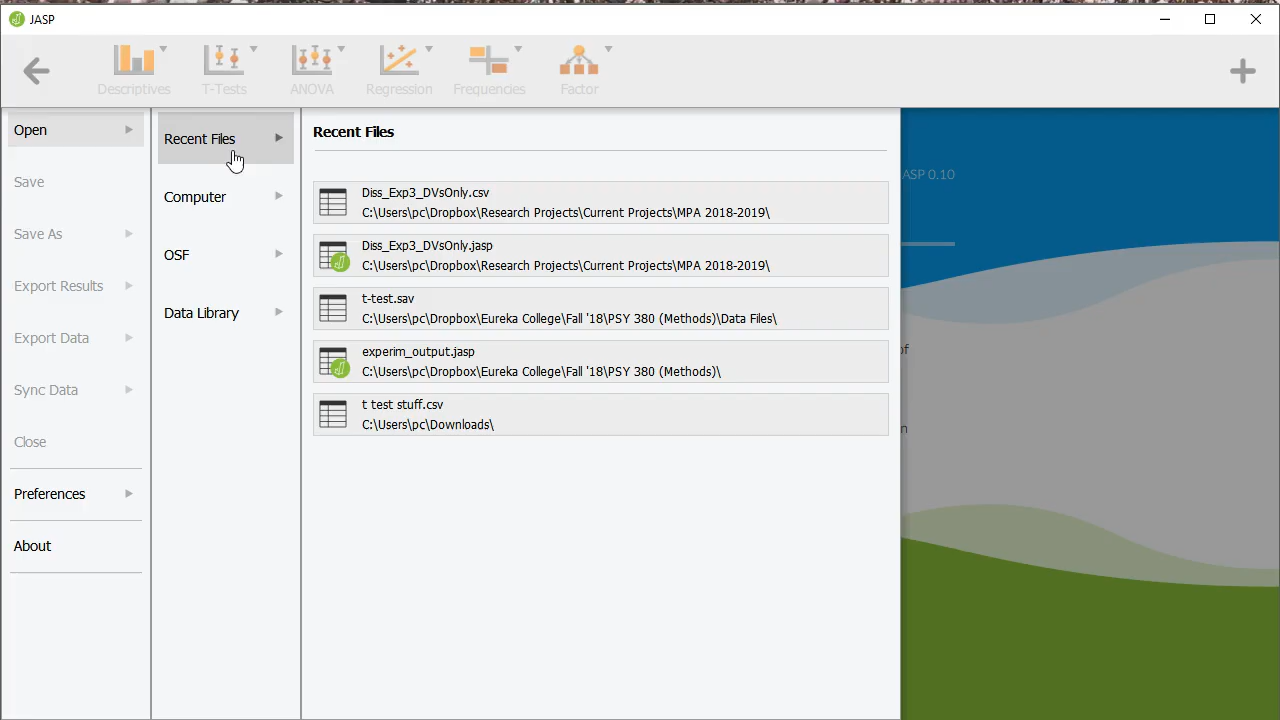 JASP
Descriptives
T-Tests
ANOVA
Regression
Frequencies
Factor
Open
Save
Save As
Export Results
Export Data
Sync Data
Close
Preferences
About
Recent Files
Computer
OSF
Data Library
Recent Files
Diss_Exp3_DVsOnly.csv
C:\Users\pc\Dropbox\Research Projects\Current Projects\MPA 2018-2019\
Diss_Exp3_DVsOnly.jasp
C:\Users\pc\Dropbox\Research Projects\Current Projects\MPA 2018-2019\
t-test.sav
C:\Users\pc\Dropbox\Eureka College\Fall '18\PSY 380 (Methods)\Data Files\
experim_output.jasp
C:\Users\pc\Dropbox\Eureka College\Fall '18\PSY 380 (Methods)\
t test stuff.csv
C:\Users\pc\Downloads\
ASP 0.10